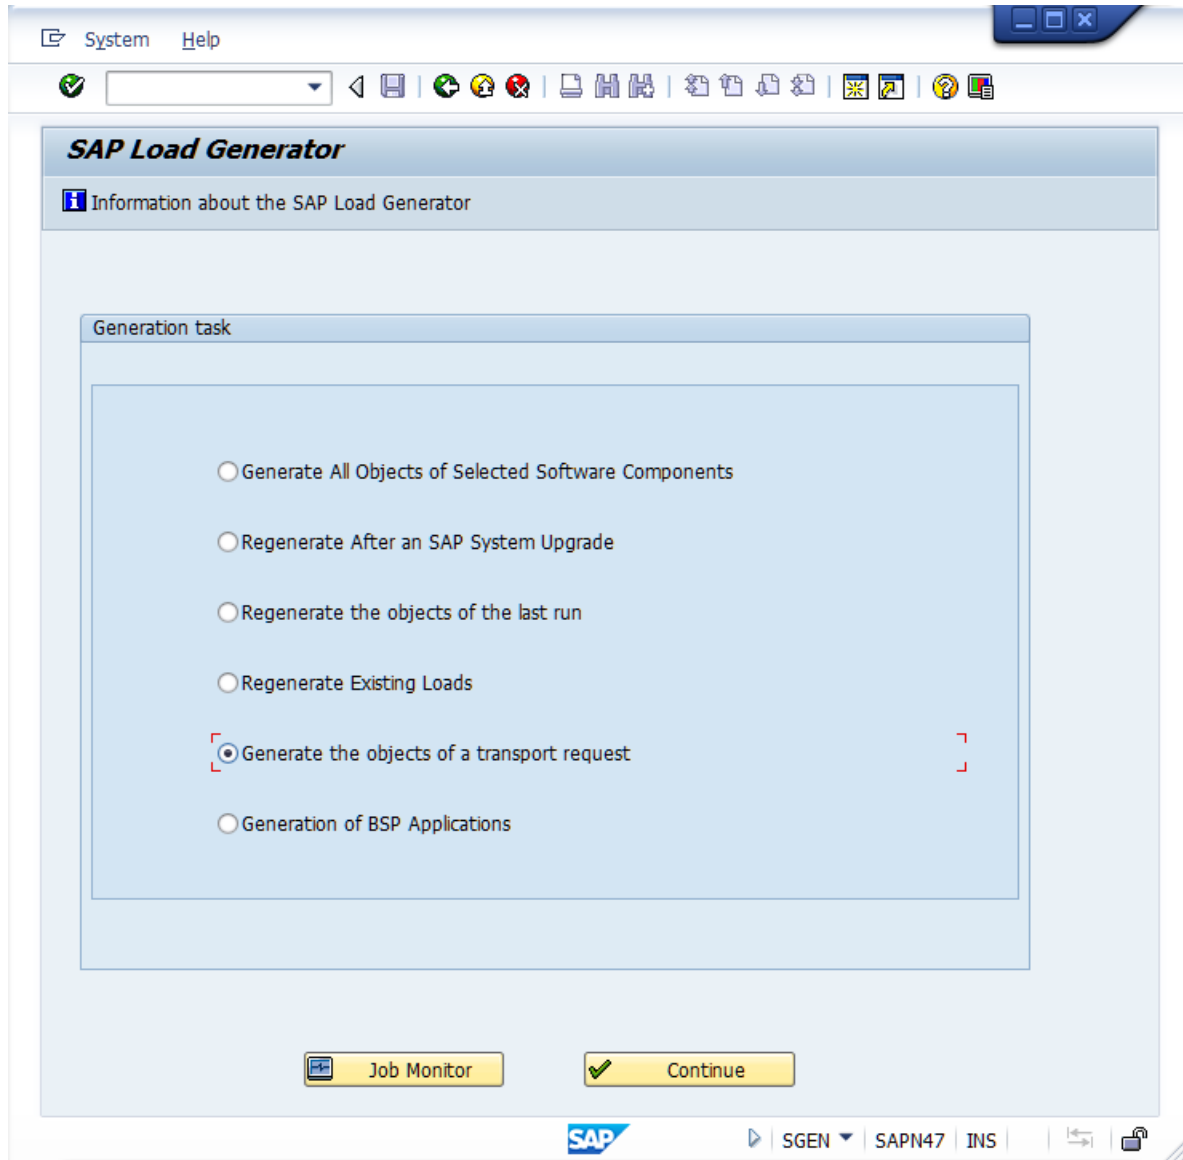 System Help
SAP Load Generator
Information about the SAP Load Generator
Generation task
Generate All Objects of Selected Software Components
Regenerate After an SAP System Upgrade
Regenerate the objects of the last run
Regenerate Existing Loads
Generate the objects of a transport request
Generation of BSP Applications
Job Monitor Continue
SAP SGEN SAPN47 INS